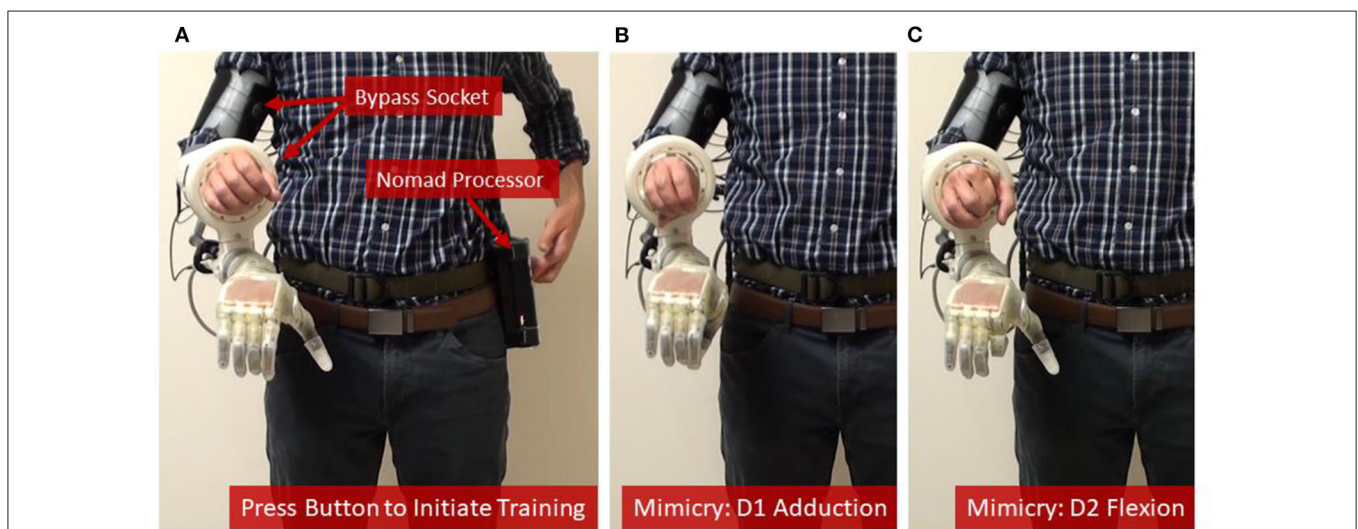 A
B
C
Bypass Socket
Nomad Processor
Press Button to Initiate Training
Mimicry: D1 Adduction
Mimicry: D2 Flexion